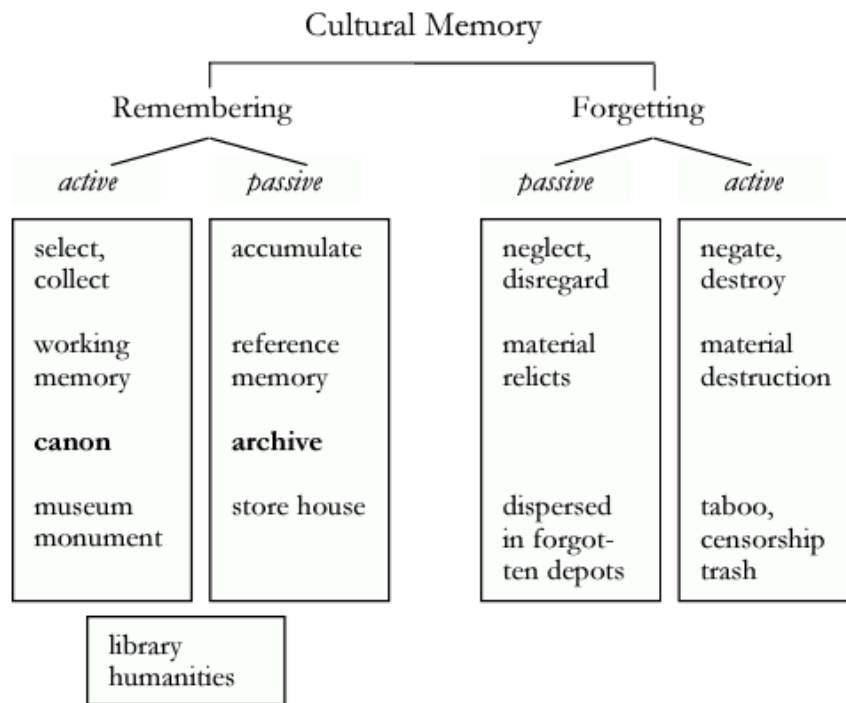 Cultural Memory
Remembering
Forgetting
active
passive
passive
active
select,
collect
working
memory
canon
museum
monument
accumulate
reference
memory
archive
store house
neglect,
disregard
material
relicts
dispersed
in forgot-
ten depots
negate,
destroy
material
destruction
taboo,
censorship
trash
library
humanities